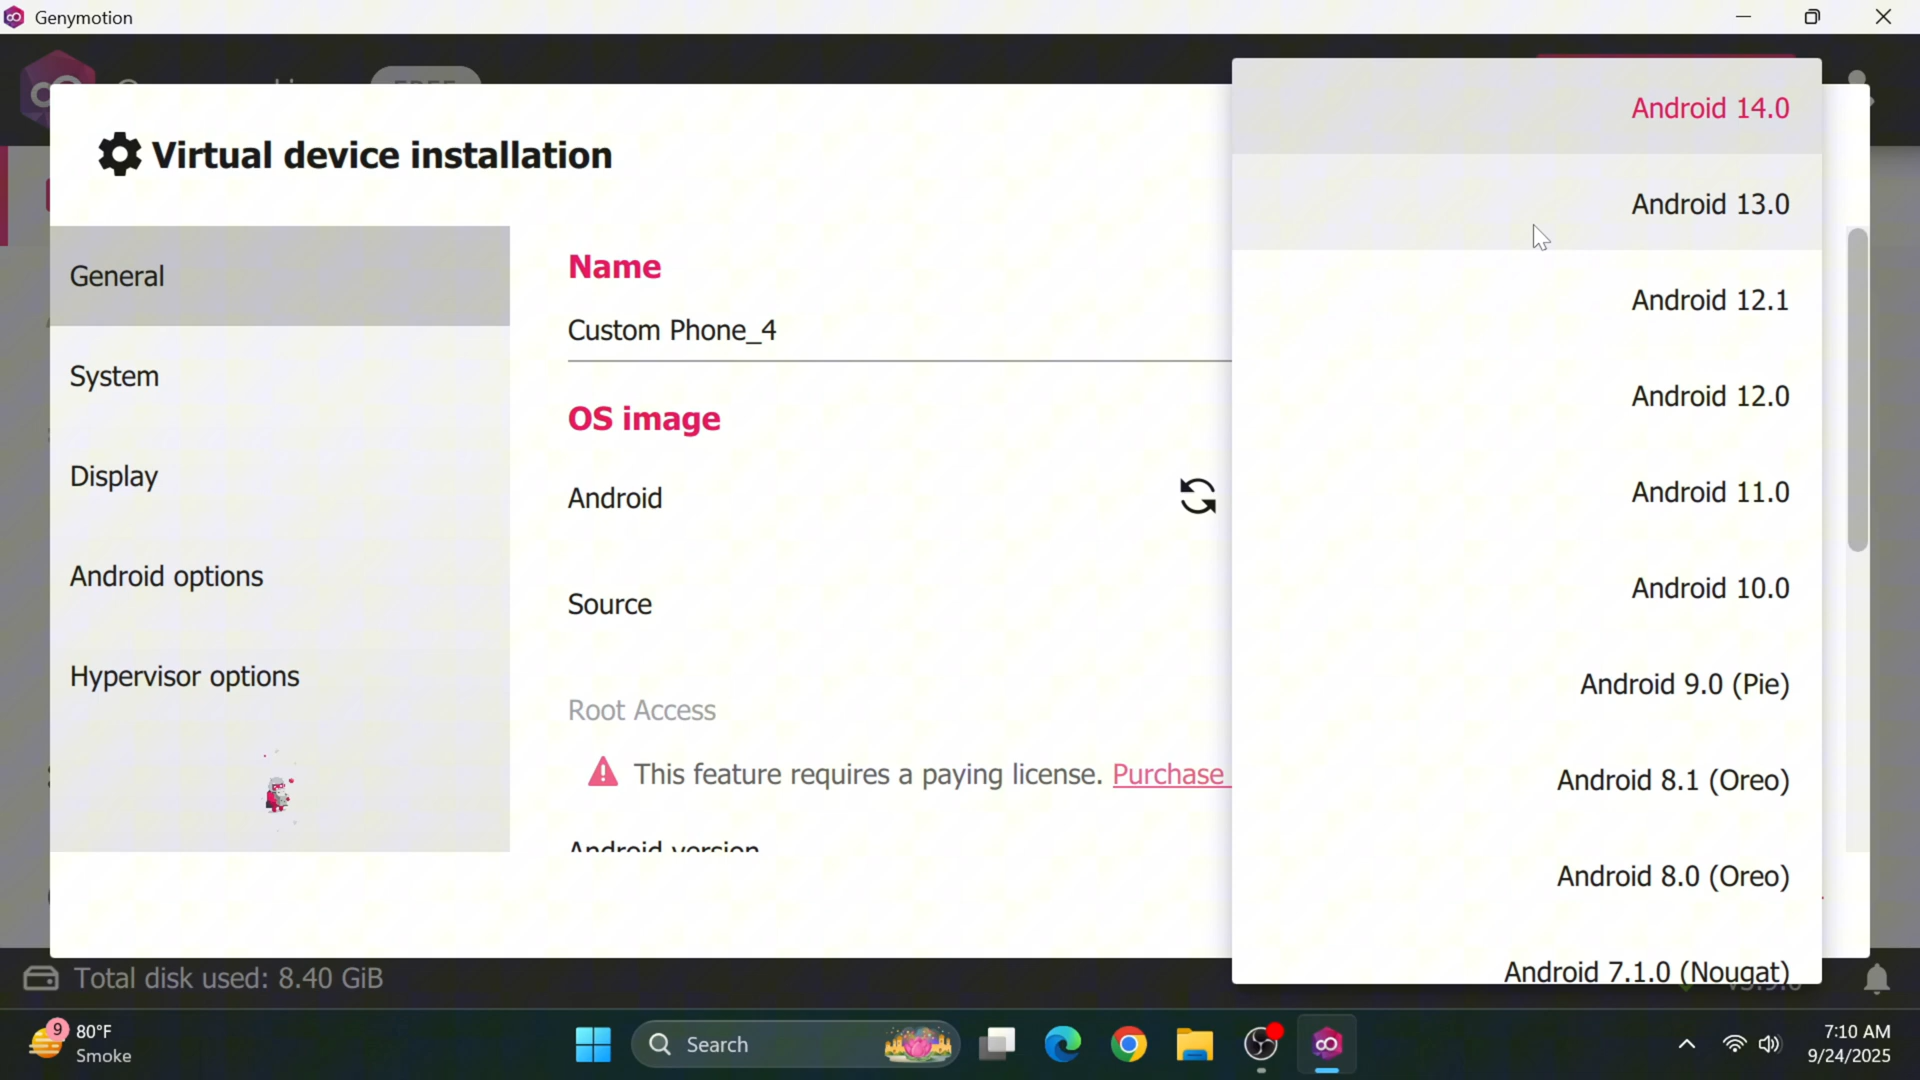 Genymotion
Virtual device installation
General
System
Display
Android options
Hypervisor options
Name
Custom Phone_4
OS image
Android
Source
Root Access
This feature requires a paying license. Purchase
Android version
Android 14.0
Android 13.0
Android 12.1
Android 12.0
Android 11.0
Android 10.0
Android 9.0 (Pie)
Android 8.1 (Oreo)
Android 8.0 (Oreo)
Android 7.1.0 (Nougat)
Total disk used: 8.40 GiB
9
80°F
Smoke
Search
7:10 AM
9/24/2025